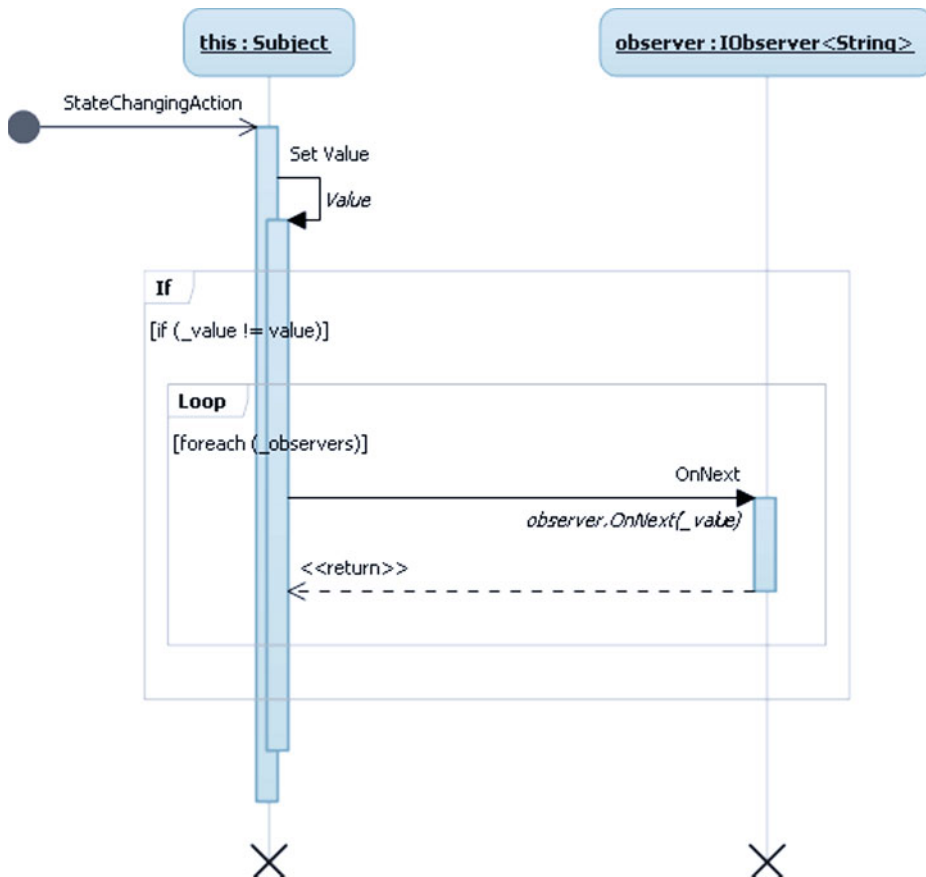 this : Subject
observer : IObserver<String>
StateChangingAction
Set Value
Value
If
[if (_value != value)]
Loop
[foreach (_observers)]
OnNext
observer.OnNext(_value)
<<return>>